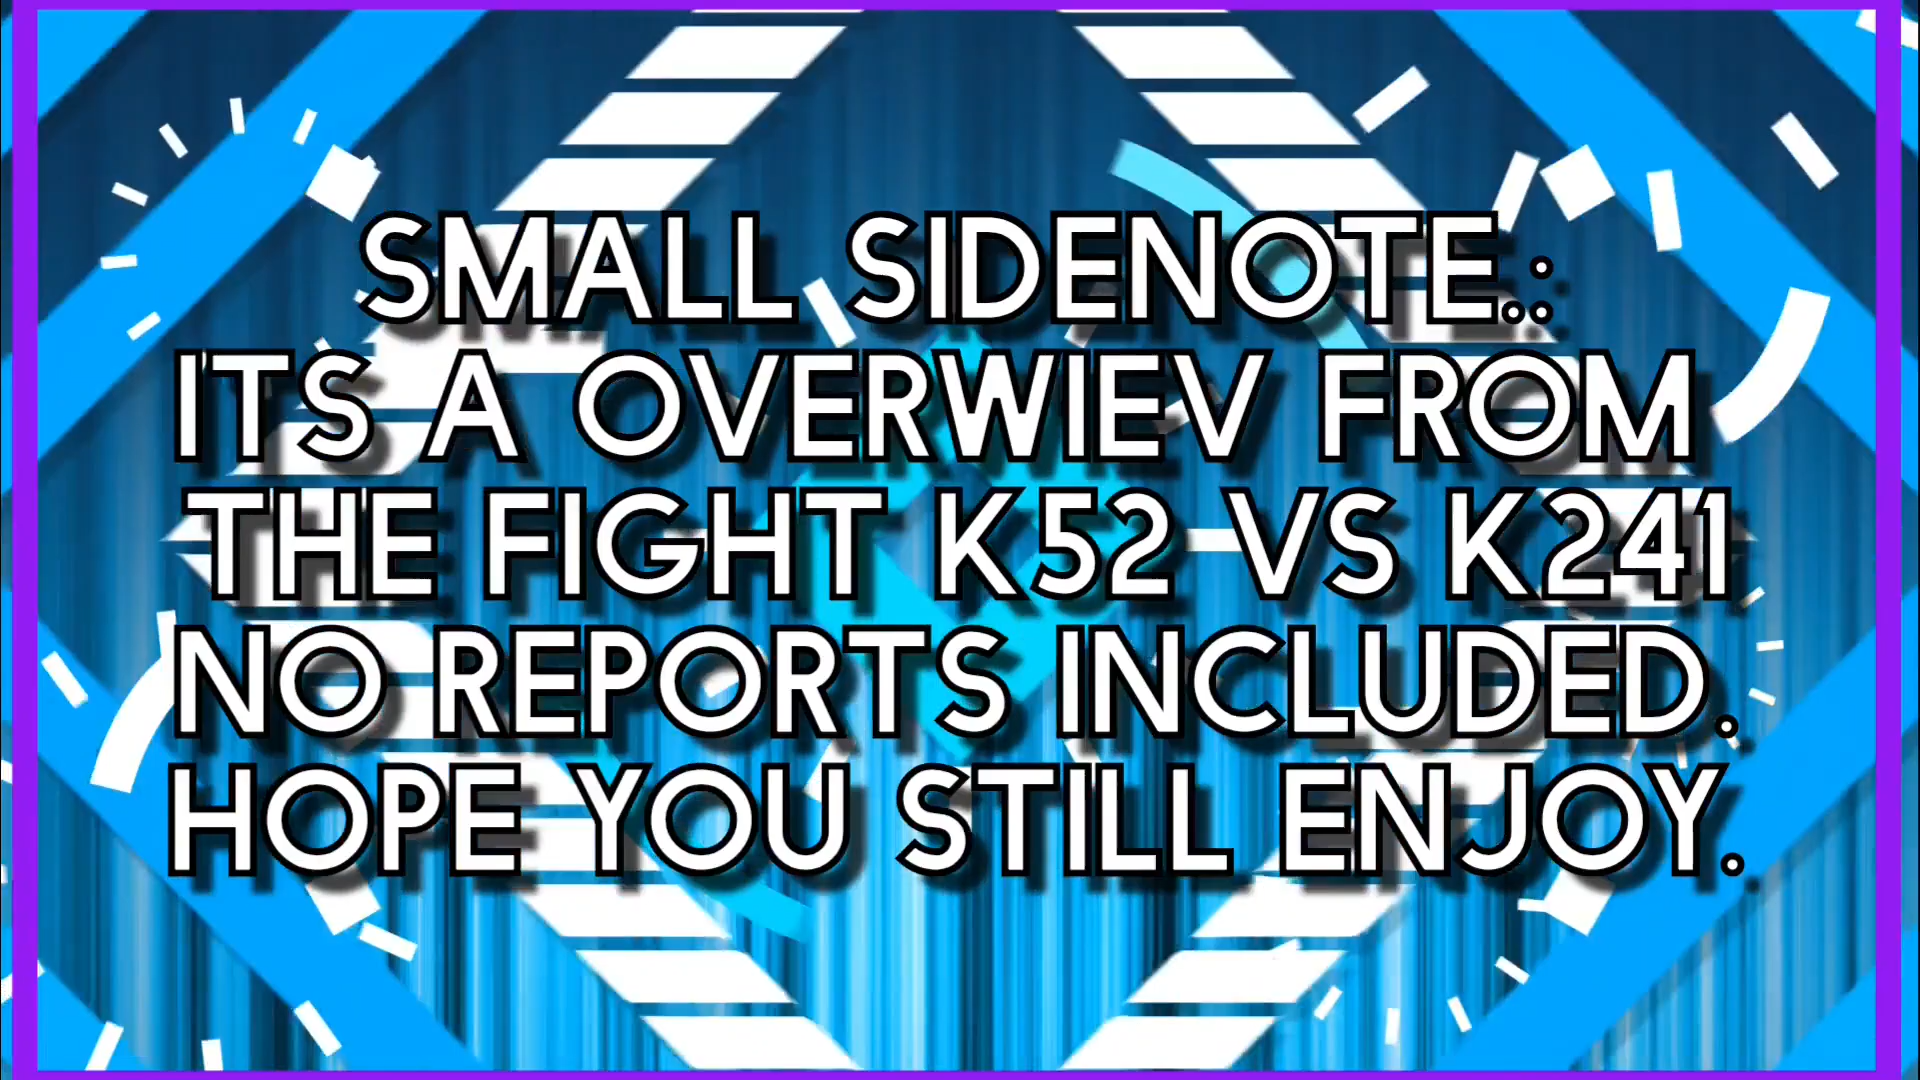 SMALL SIDENOTE.:
ITS A OVERWIEV FROM
THE FIGHT K52 VS K241
NO REPORTS INCLUDED.
HOPE YOU STILL ENJOY.